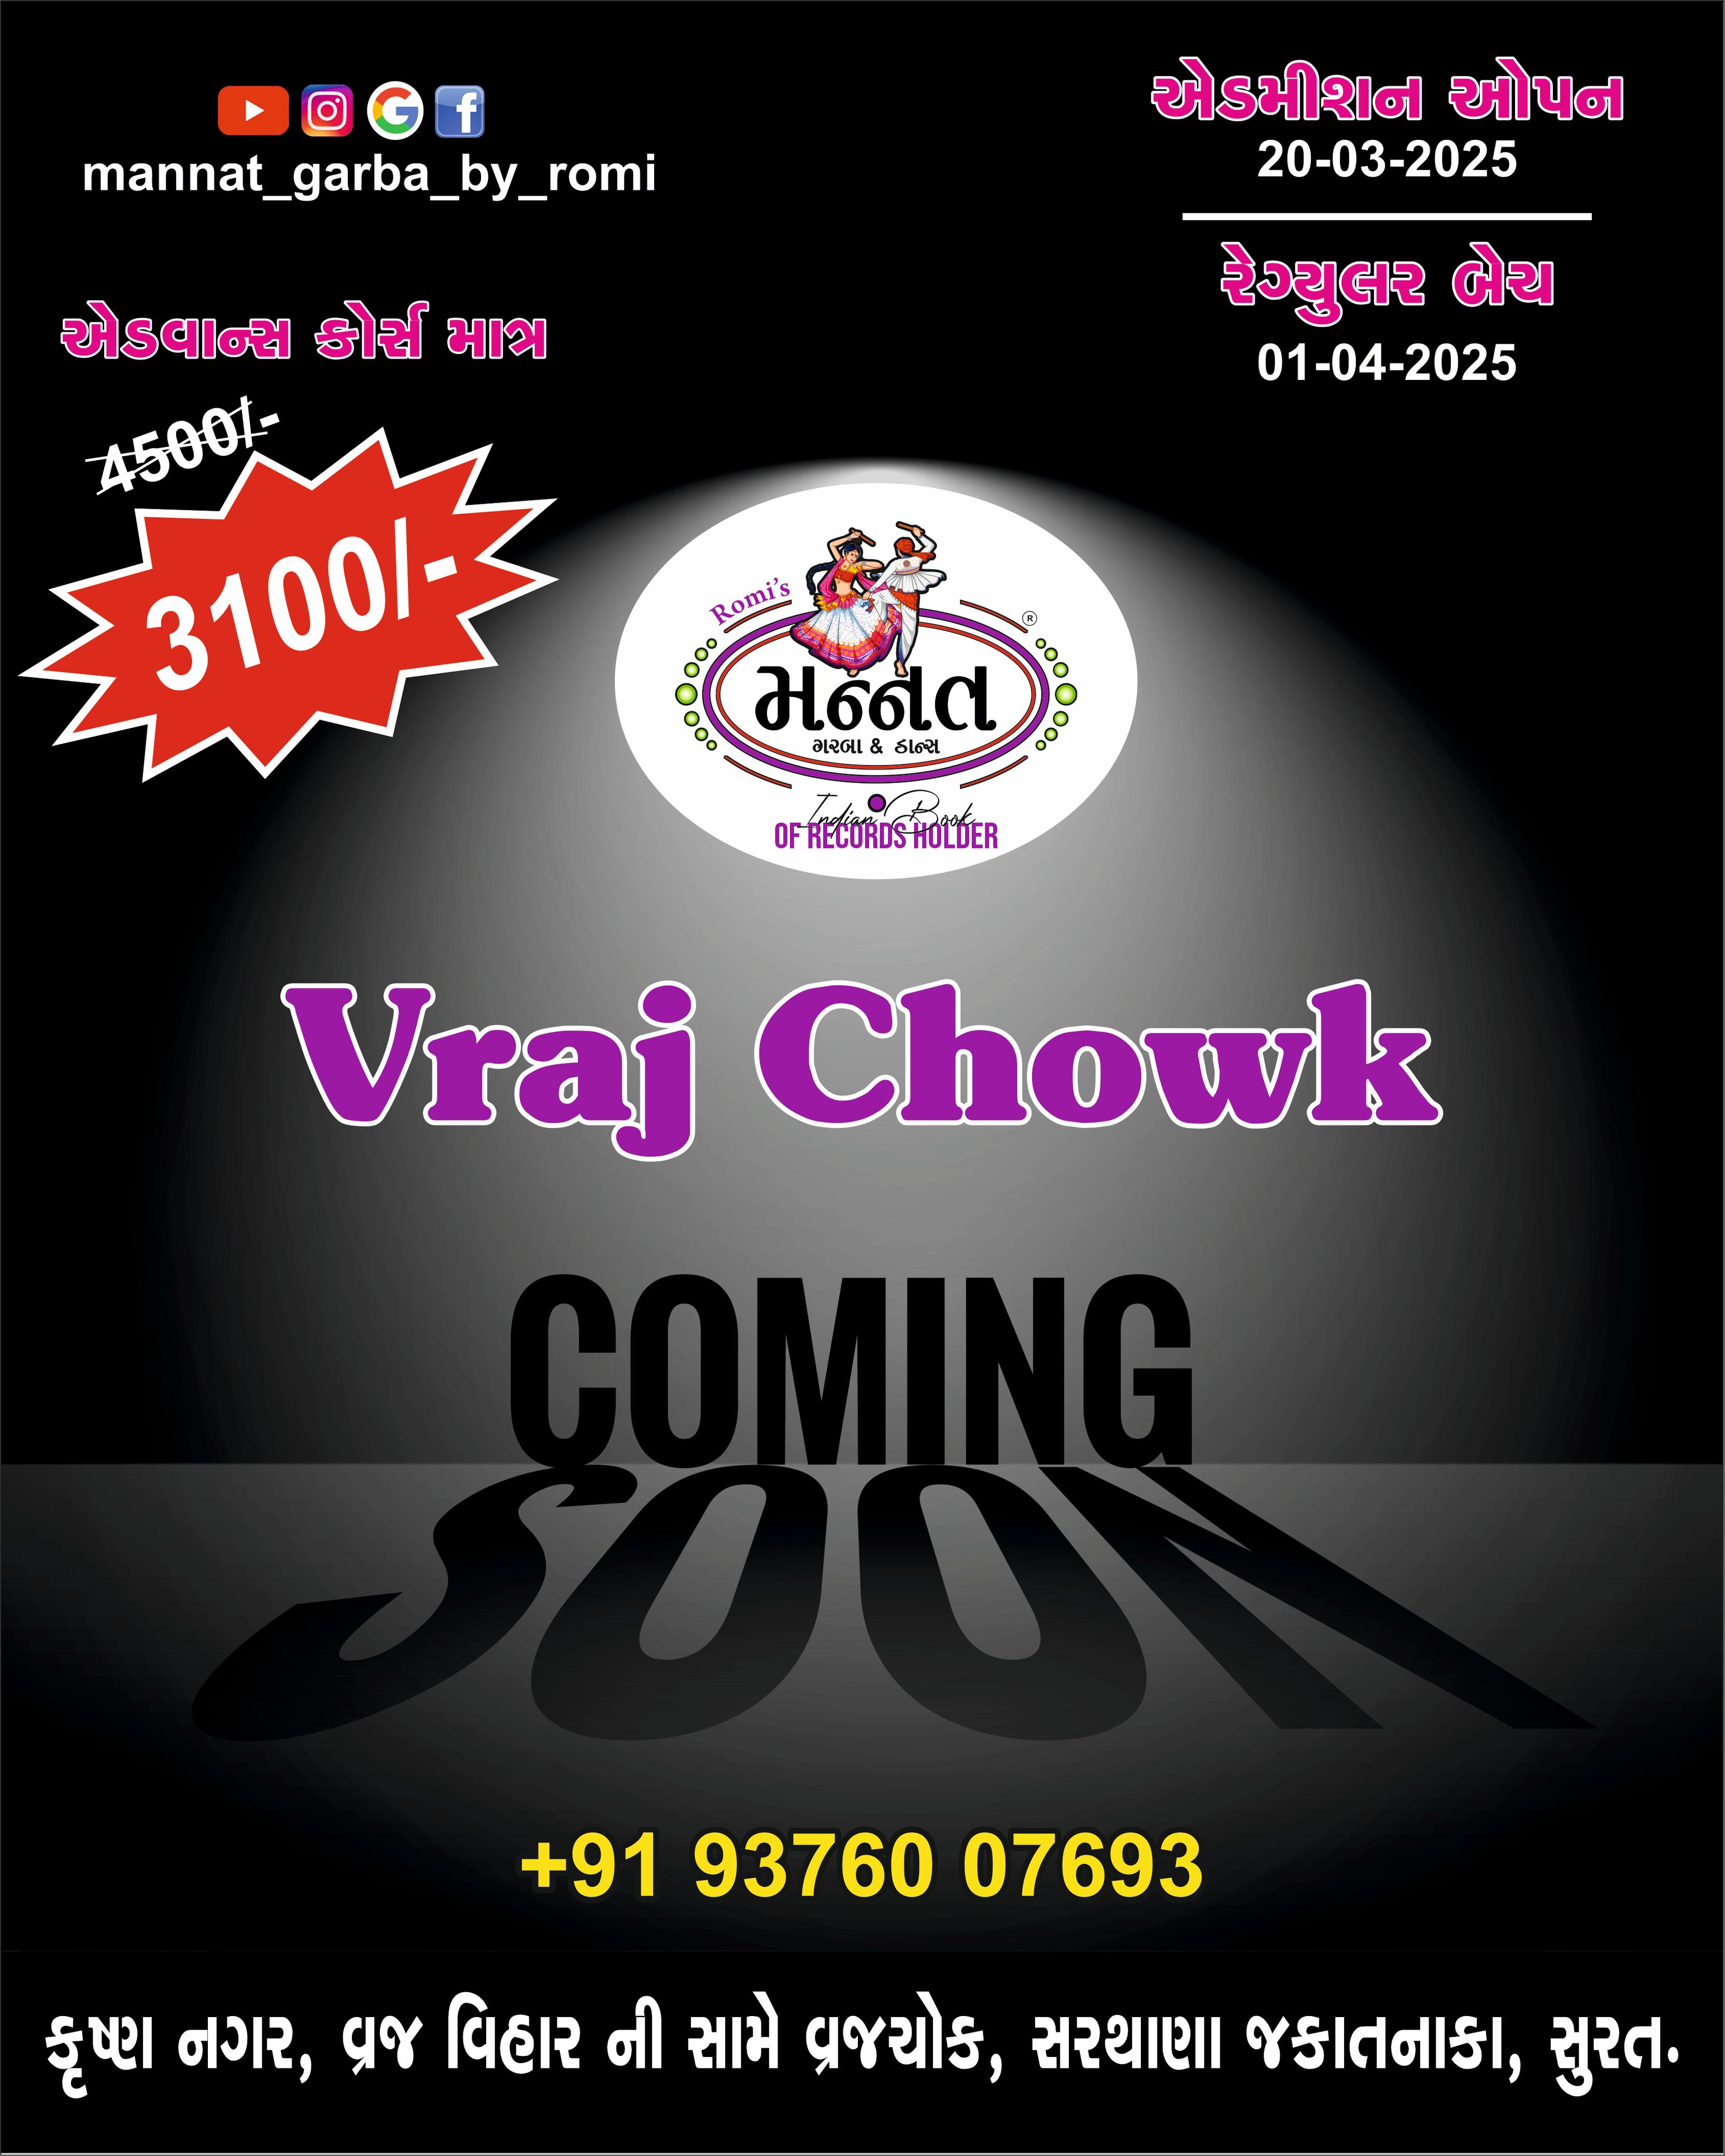 mannat_garba_by_romi
એડમીશન ઓપન
20-03-2025
રેગ્યુલર બેચ
01-04-2025
એડવાન્સ કોર્સ માત્ર
4500/-
3100/-
Romi's
®
મન્નત
ગરબા & ડાન્સ
Indian Book
OF RECORDS HOLDER
Vraj Chowk
COMING
SOON
+91 93760 07693
કૃષ્ણ નગર, વ્રજ વિહાર ની સામે વ્રજચોક, સરથાણા જકાતનાકા, સુરત.